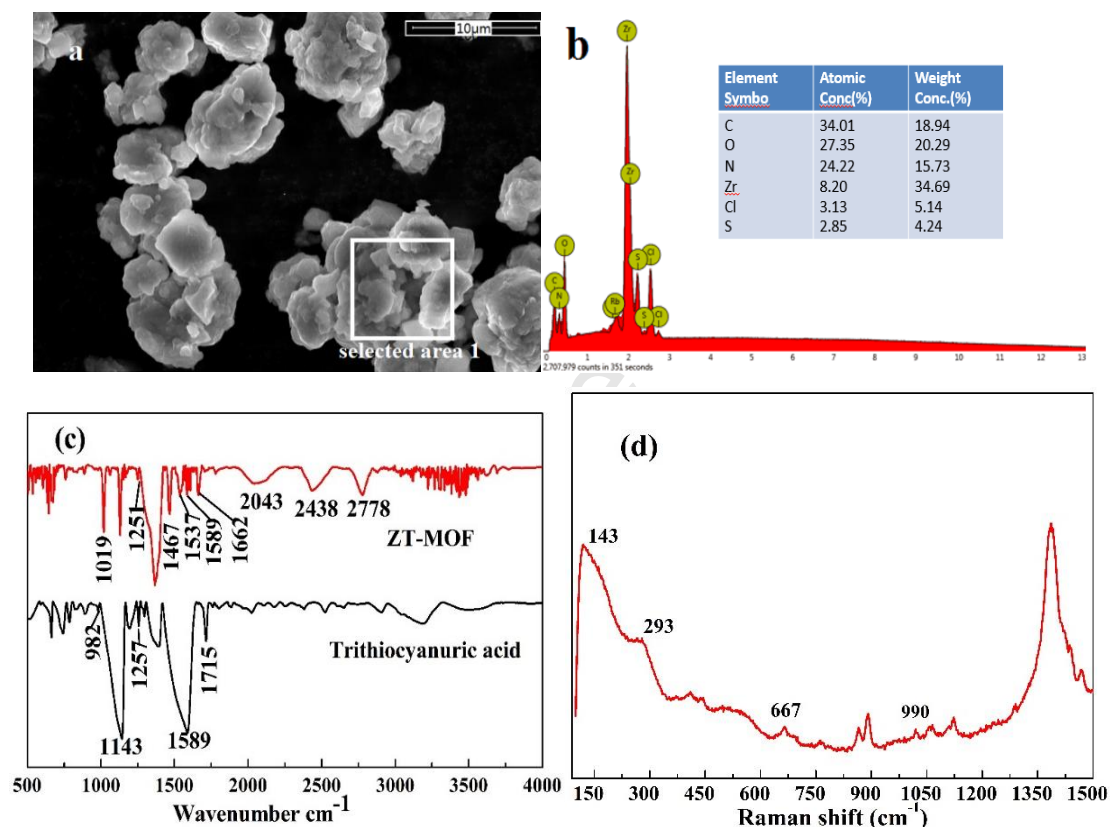 a
10μm
selected area 1
b
Zr
Zr
O
C
N
Rb
S
Cl
S
Cl
Element Symbo
Atomic Conc(%)
Weight Conc.(%)
C 34.01 18.94
O 27.35 20.29
N 24.22 15.73
Zr 8.20 34.69
Cl 3.13 5.14
S 2.85 4.24
0 1 2 3 4 5 6 7 8 9 10 11 12 13
2,707,979 counts in 351 seconds
(c)
1019
1251
1467
1537
1589
1662
2043
2438
2778
ZT-MOF
Trithiocyanuric acid
982
1143
1257
1589
1715
500 1000 1500 2000 2500 3000 3500 4000
Wavenumber cm-1
(d)
143
293
667
990
150 300 450 600 750 900 1050 1200 1350 1500
Raman shift (cm-1)